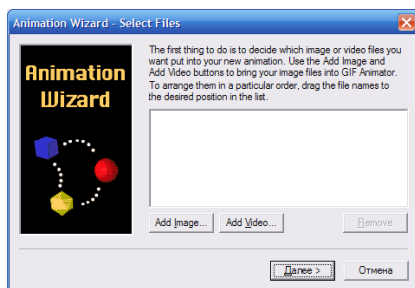 Animation Wizard - Select Files
Animation
Wizard
The first thing to do is to decide which image or video files you
want put into your new animation. Use the Add Image and
Add Video buttons to bring your image files into GIF Animator.
To arrange them in a particular order, drag the file names to
the desired position in the list.
Add Image... Add Video... Remove
Далее > Отмена